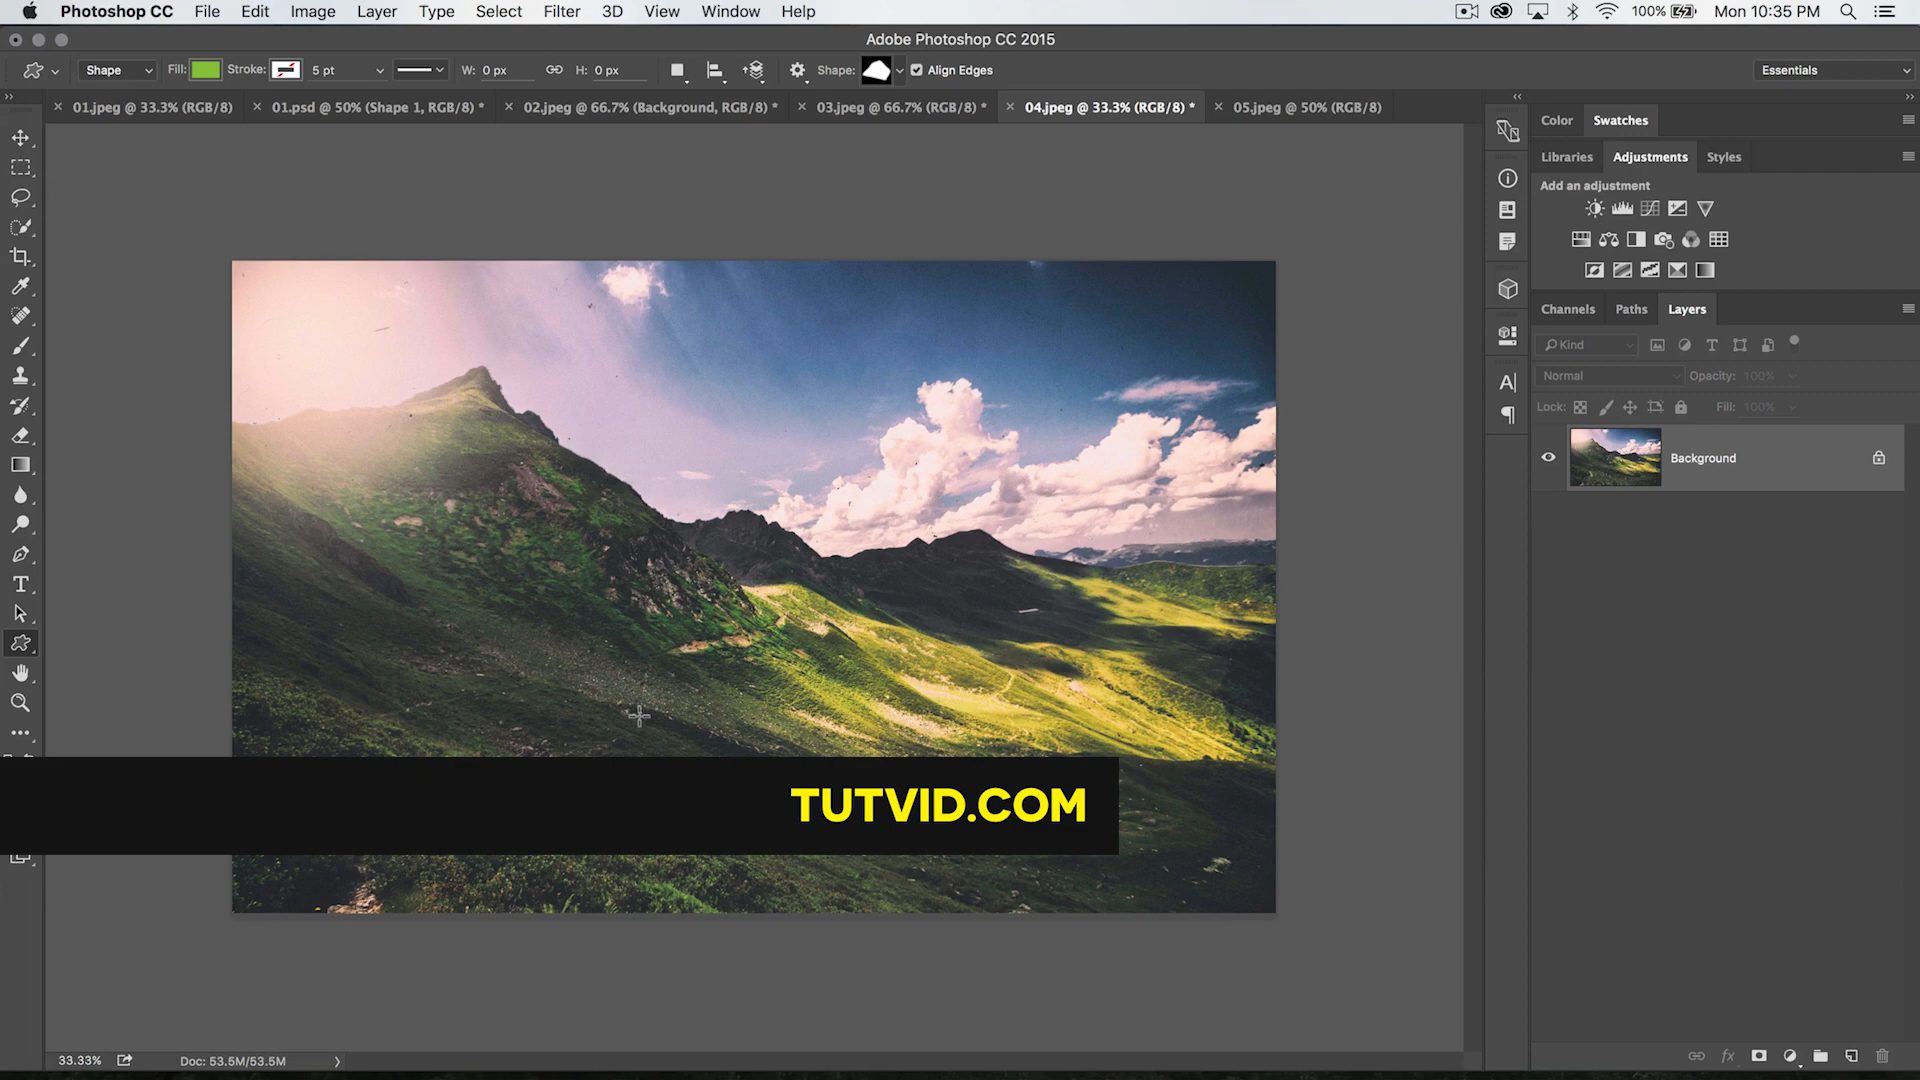 Photoshop CC File Edit Image Layer Type Select Filter 3D View Window Help 100% Mon 10:35 PM
Adobe Photoshop CC 2015
Shape Fill: Stroke: 5 pt W: 0 px H: 0 px Shape: Align Edges Essentials
01.jpeg @ 33.3% (RGB/8) 01.psd @ 50% (Shape 1, RGB/8) * 02.jpeg @ 66.7% (Background, RGB/8) * 03.jpeg @ 66.7% (RGB/8) * 04.jpeg @ 33.3% (RGB/8) * 05.jpeg @ 50% (RGB/8)
Color Swatches
Libraries Adjustments Styles
Add an adjustment
Channels Paths Layers
Kind
Normal Opacity: 100%
Lock: Fill: 100%
Background
TUTVID.COM
33.33% Doc: 53.5M/53.5M